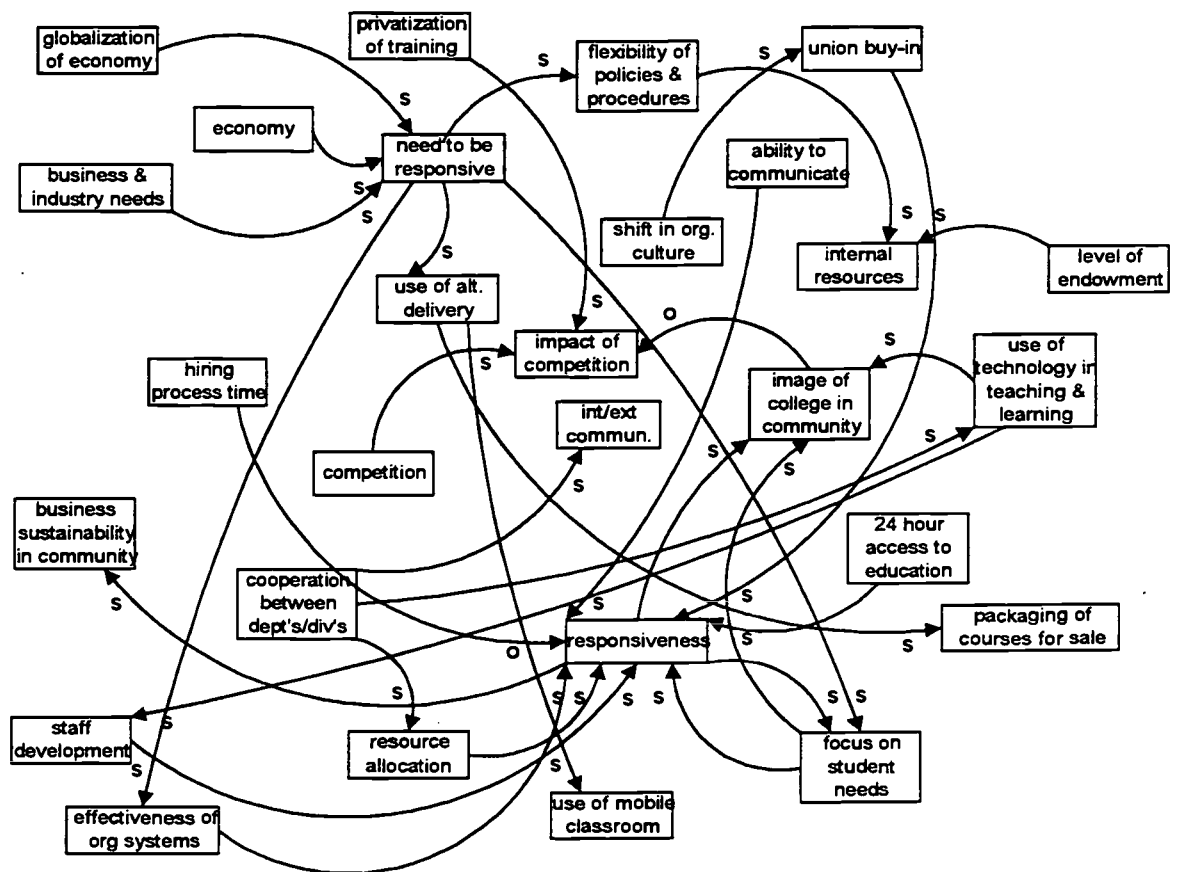 globalization
of economy
privatization
of training
flexibility of
policies &
procedures
union buy-in
S
S
S
economy
need to be
responsive
ability to
communicate
business &
industry needs
S
S
shift in org.
culture
S
S
internal
resources
level of
endowment
S
use of alt.
delivery
S
O
impact of
competition
S
S
use of
technology in
teaching &
learning
hiring
process time
image of
college in
community
int/ext
commun.
S
S
S
competition
S
business
sustainability
in community
24 hour
access to
education
cooperation
between
dept's/div's
S
S
S
packaging of
courses for sale
responsiveness
S
S
O
S
S
S
S
S
S
S
S
staff
development
resource
allocation
focus on
student
needs
S
S
use of mobile
classroom
effectiveness of
org systems